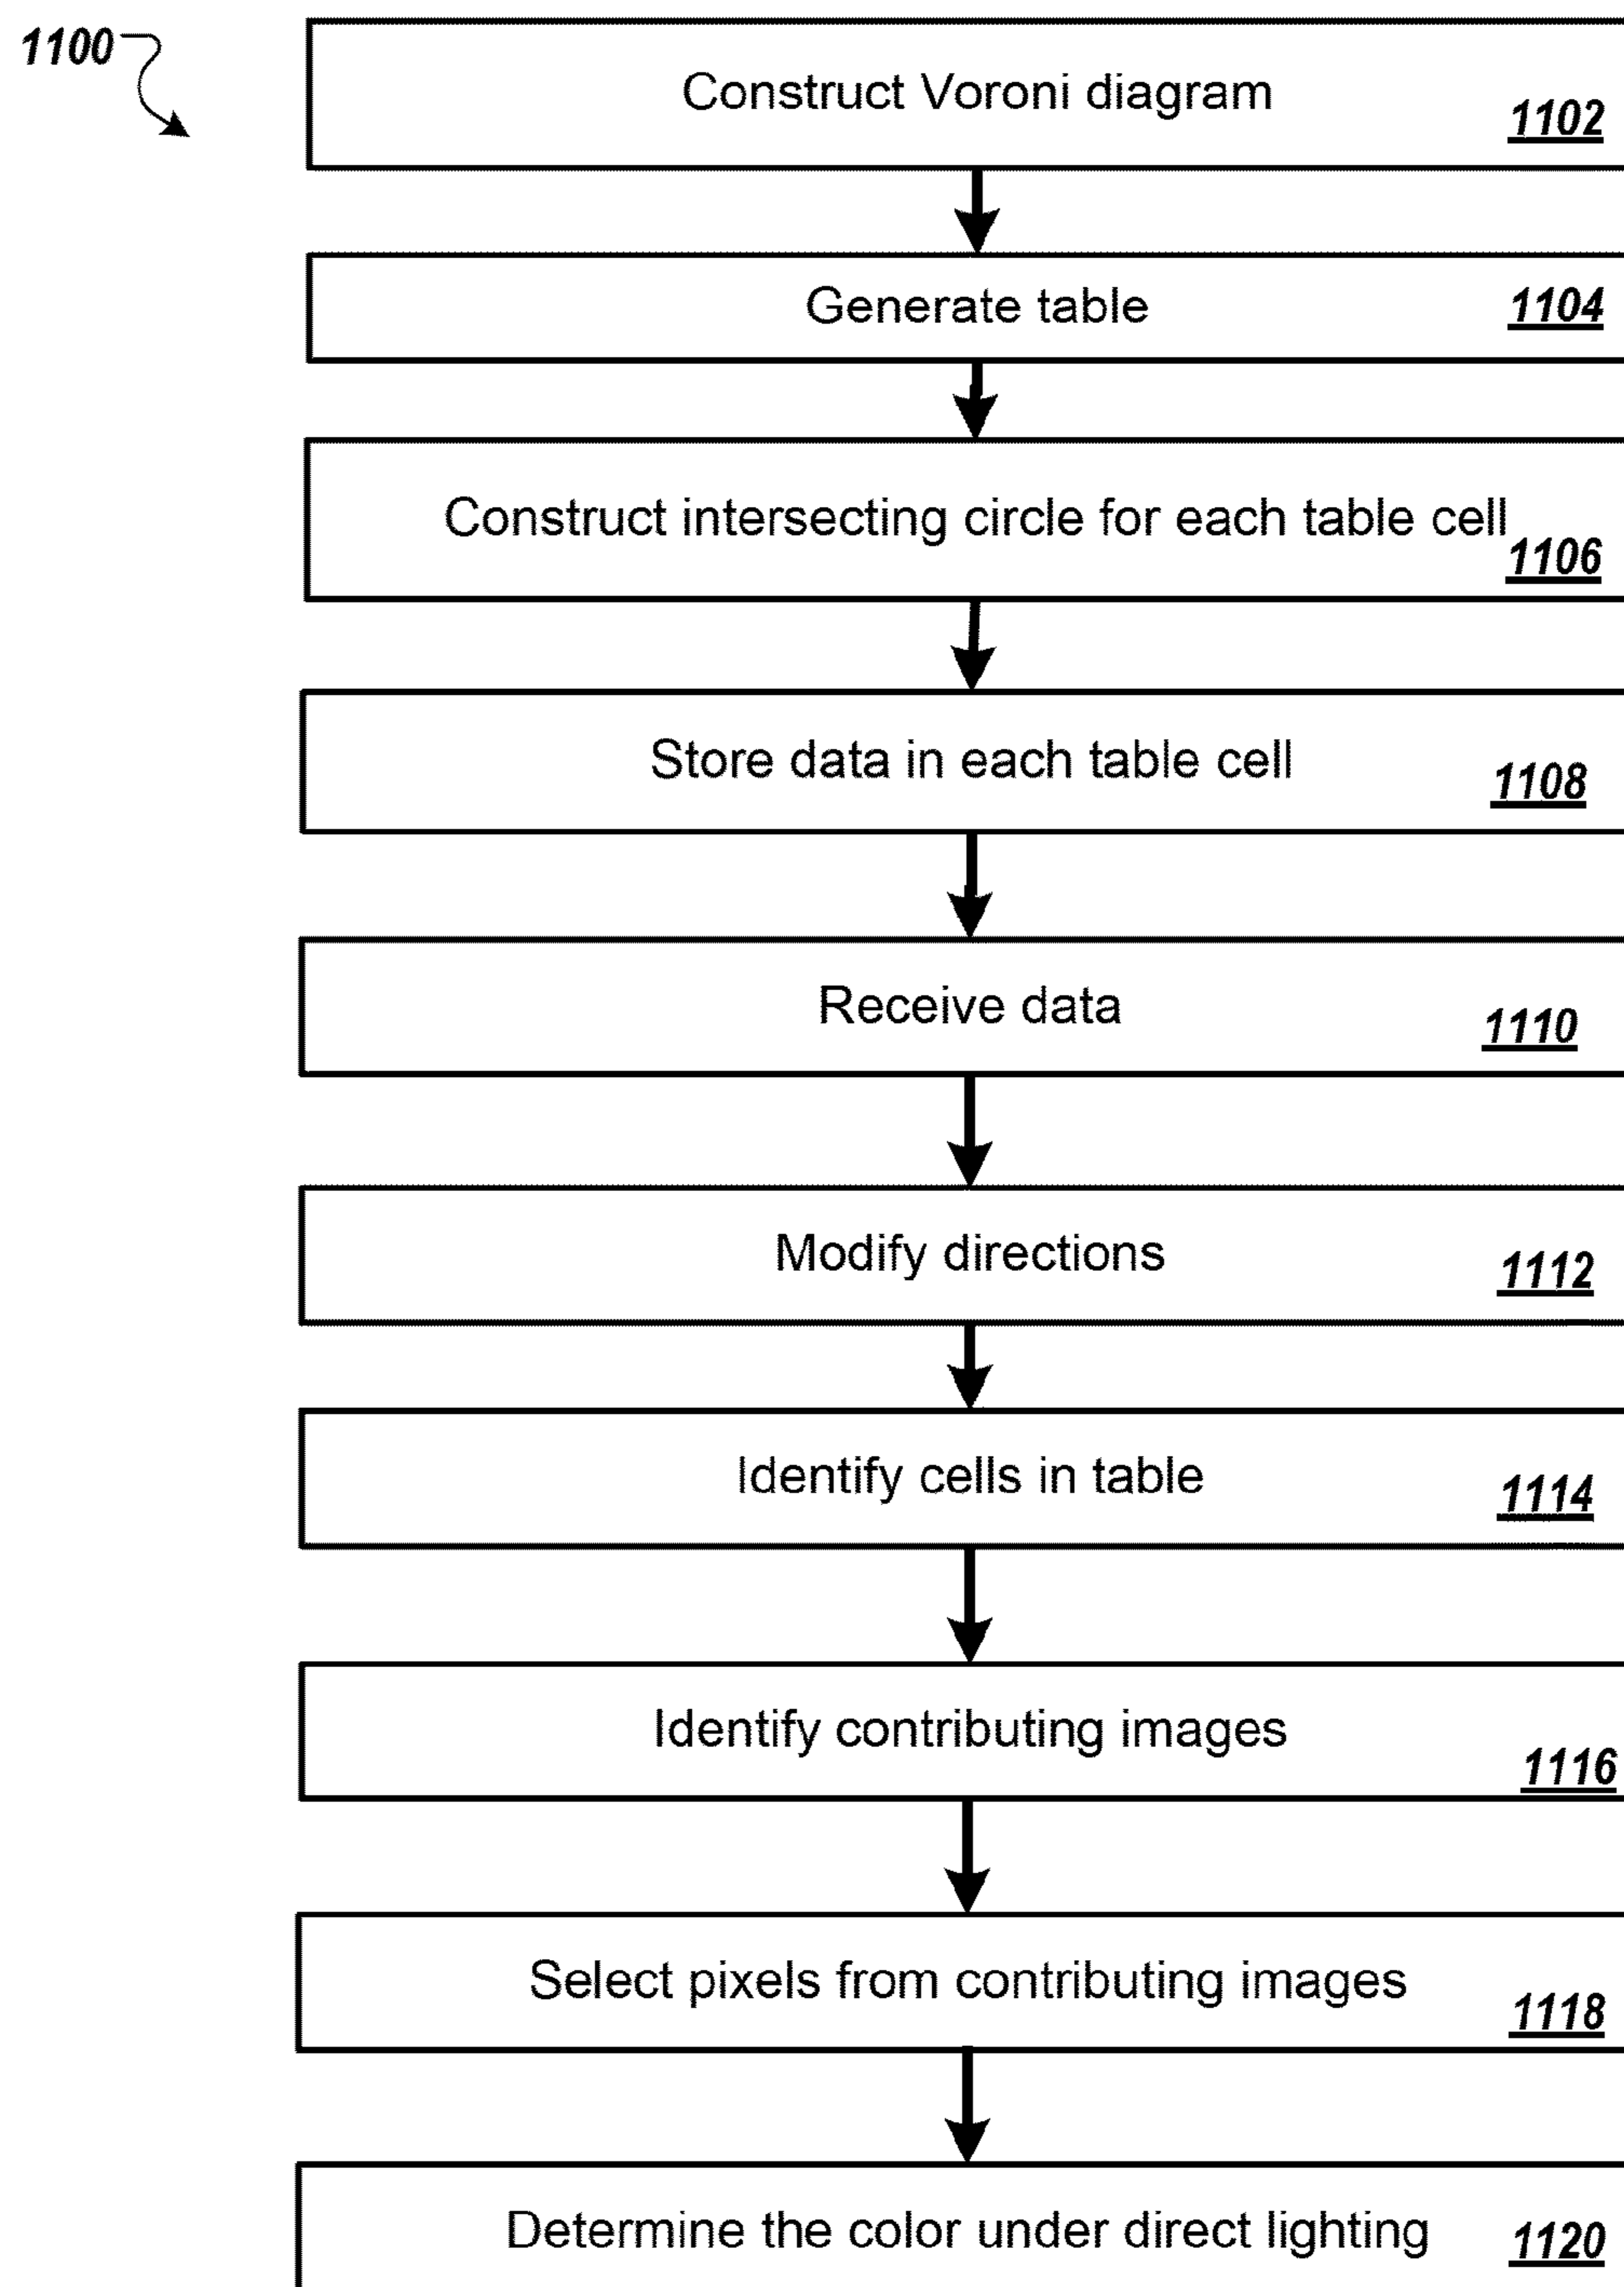 1100
Construct Voroni diagram
1102
Generate table
1104
Construct intersecting circle for each table cell
1106
Store data in each table cell
1108
Receive data
1110
Modify directions
1112
Identify cells in table
1114
Identify contributing images
1116
Select pixels from contributing images
1118
Determine the color under direct lighting
1120